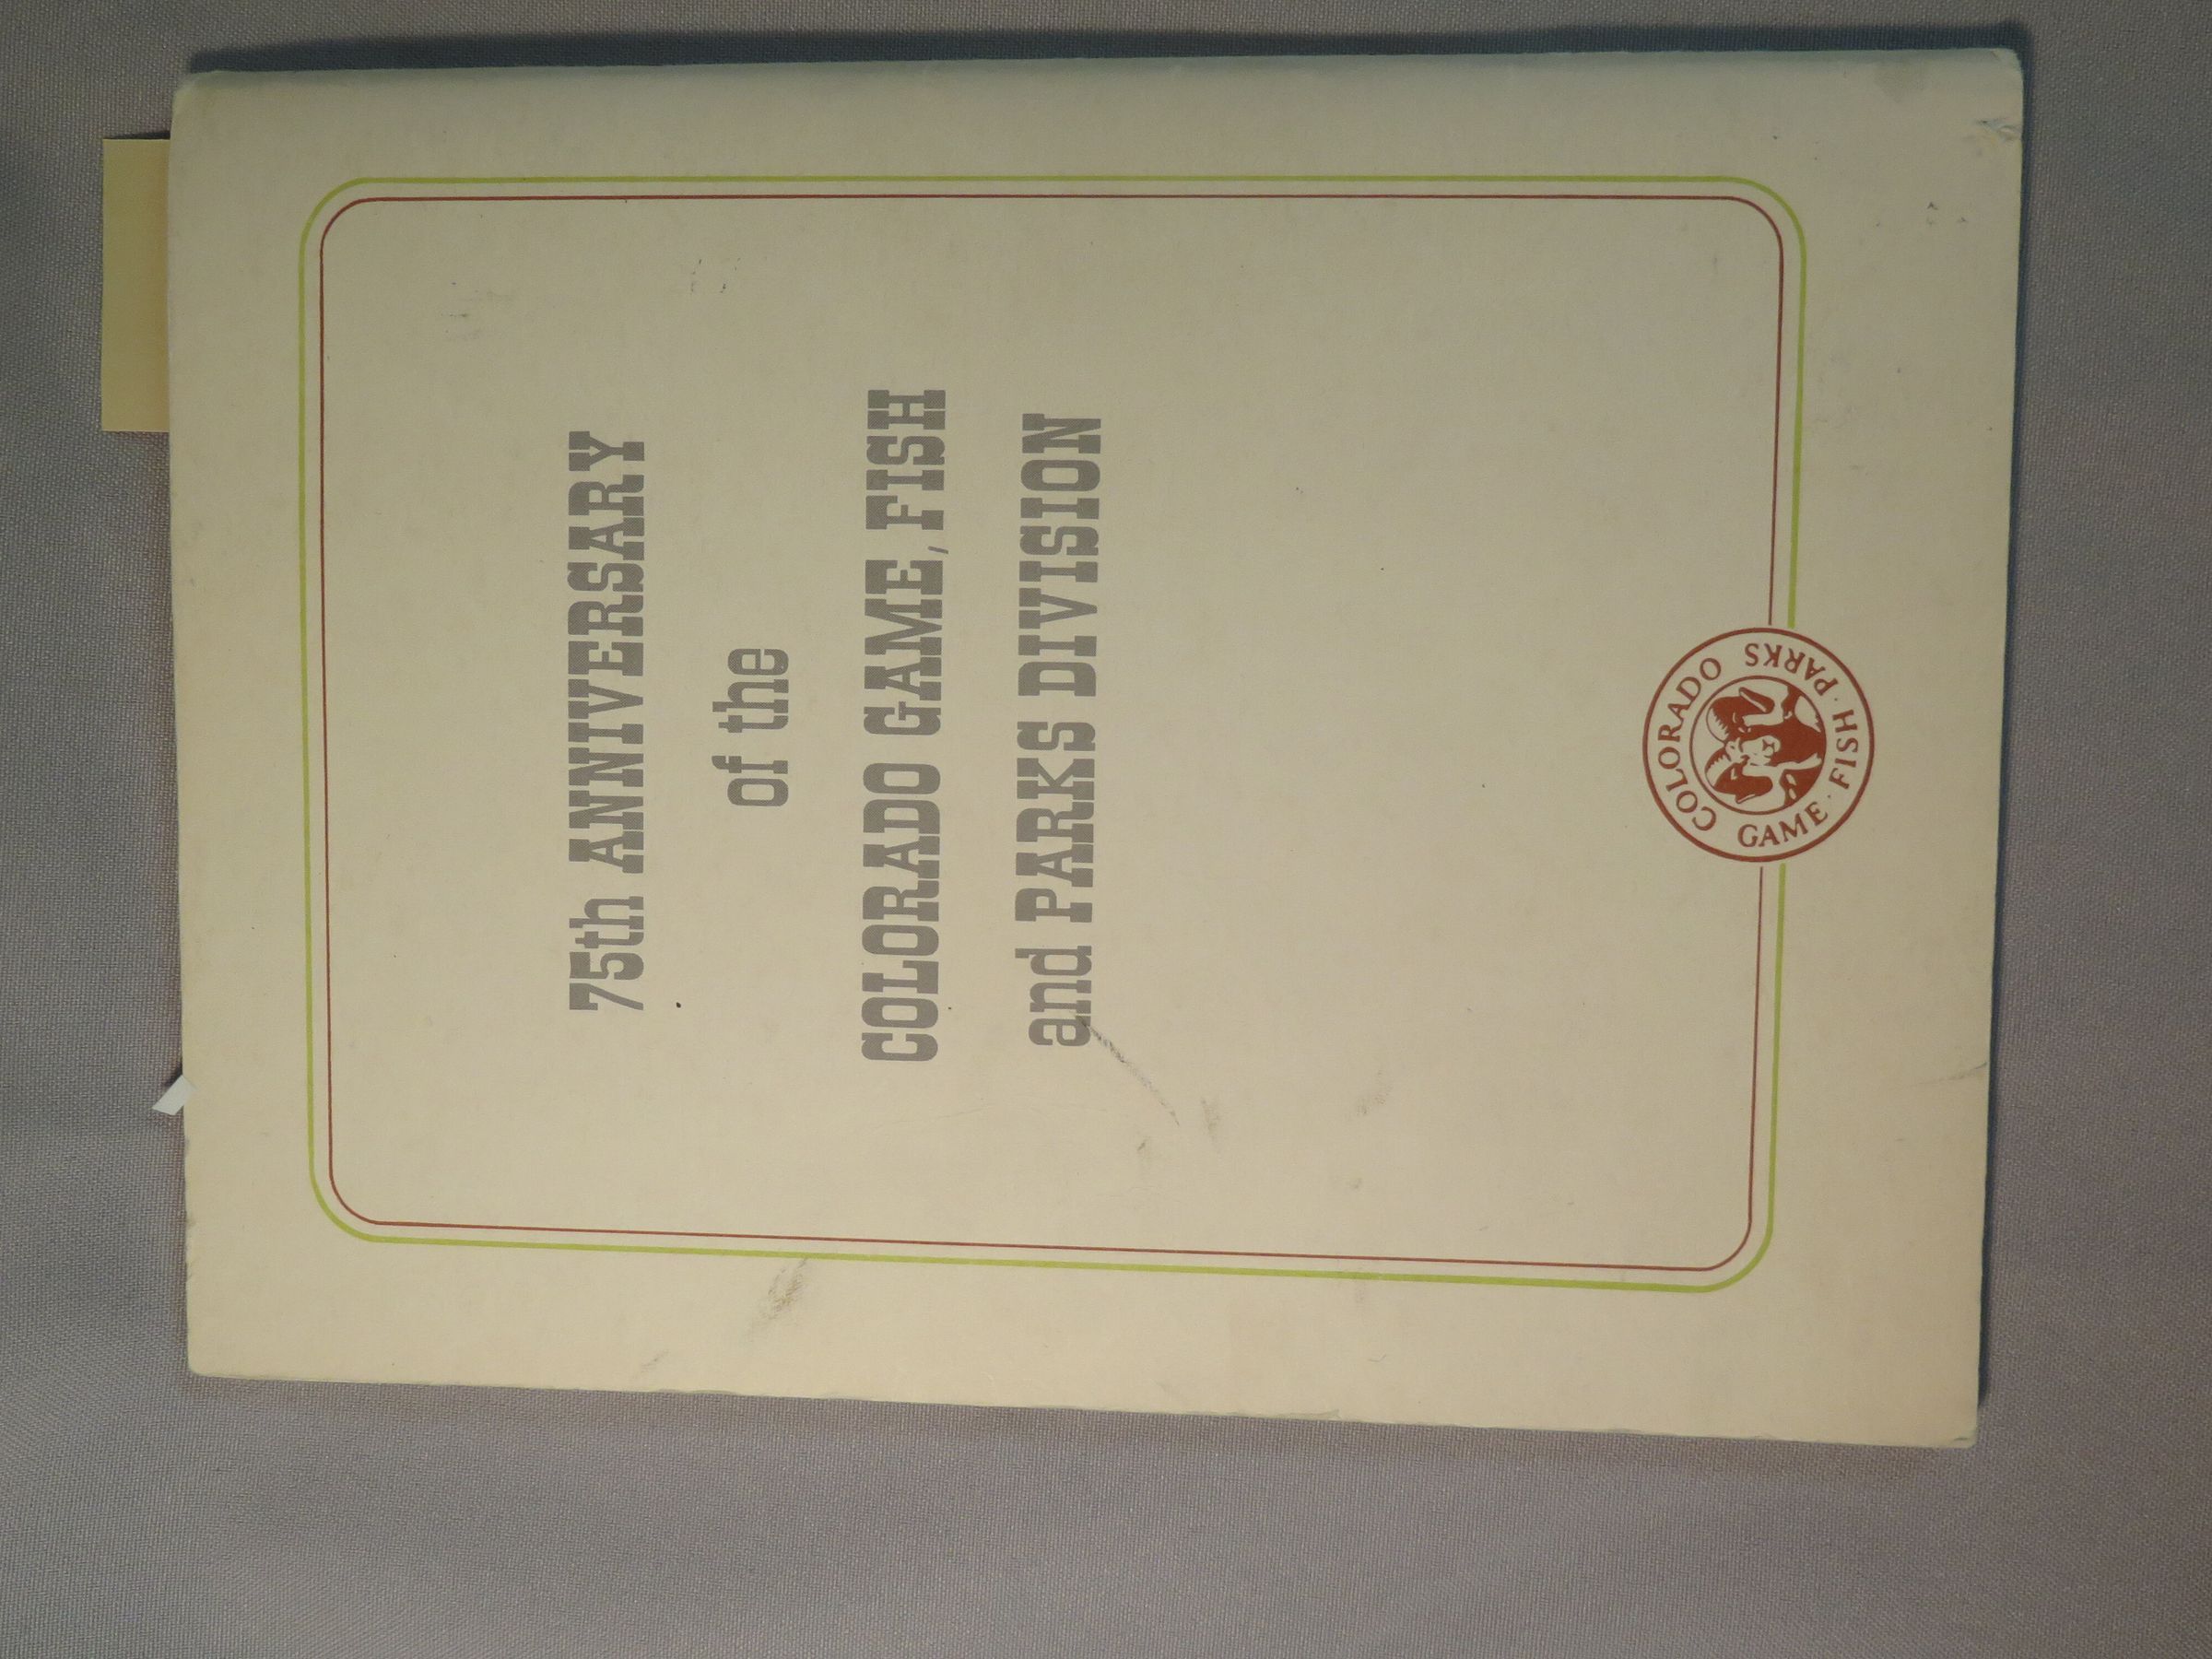 75th ANNIVERSARY
of the
COLORADO GAME, FISH
and PARKS DIVISION
COLORADO
GAME · FISH · PARKS